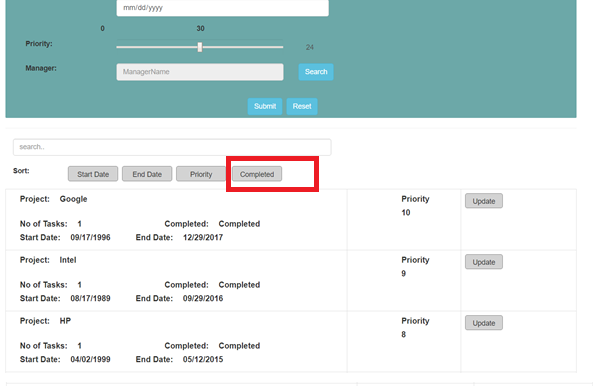 mm/dd/yyyy
0 30
Priority: 24
Manager: ManagerName Search
Submit Reset
search..
Sort: Start Date End Date Priority Completed
Project: Google Priority Update
10
No of Tasks: 1 Completed: Completed
Start Date: 09/17/1996 End Date: 12/29/2017
Project: Intel Priority Update
9
No of Tasks: 1 Completed: Completed
Start Date: 08/17/1989 End Date: 09/29/2016
Project: HP Priority Update
8
No of Tasks: 1 Completed: Completed
Start Date: 04/02/1999 End Date: 05/12/2015